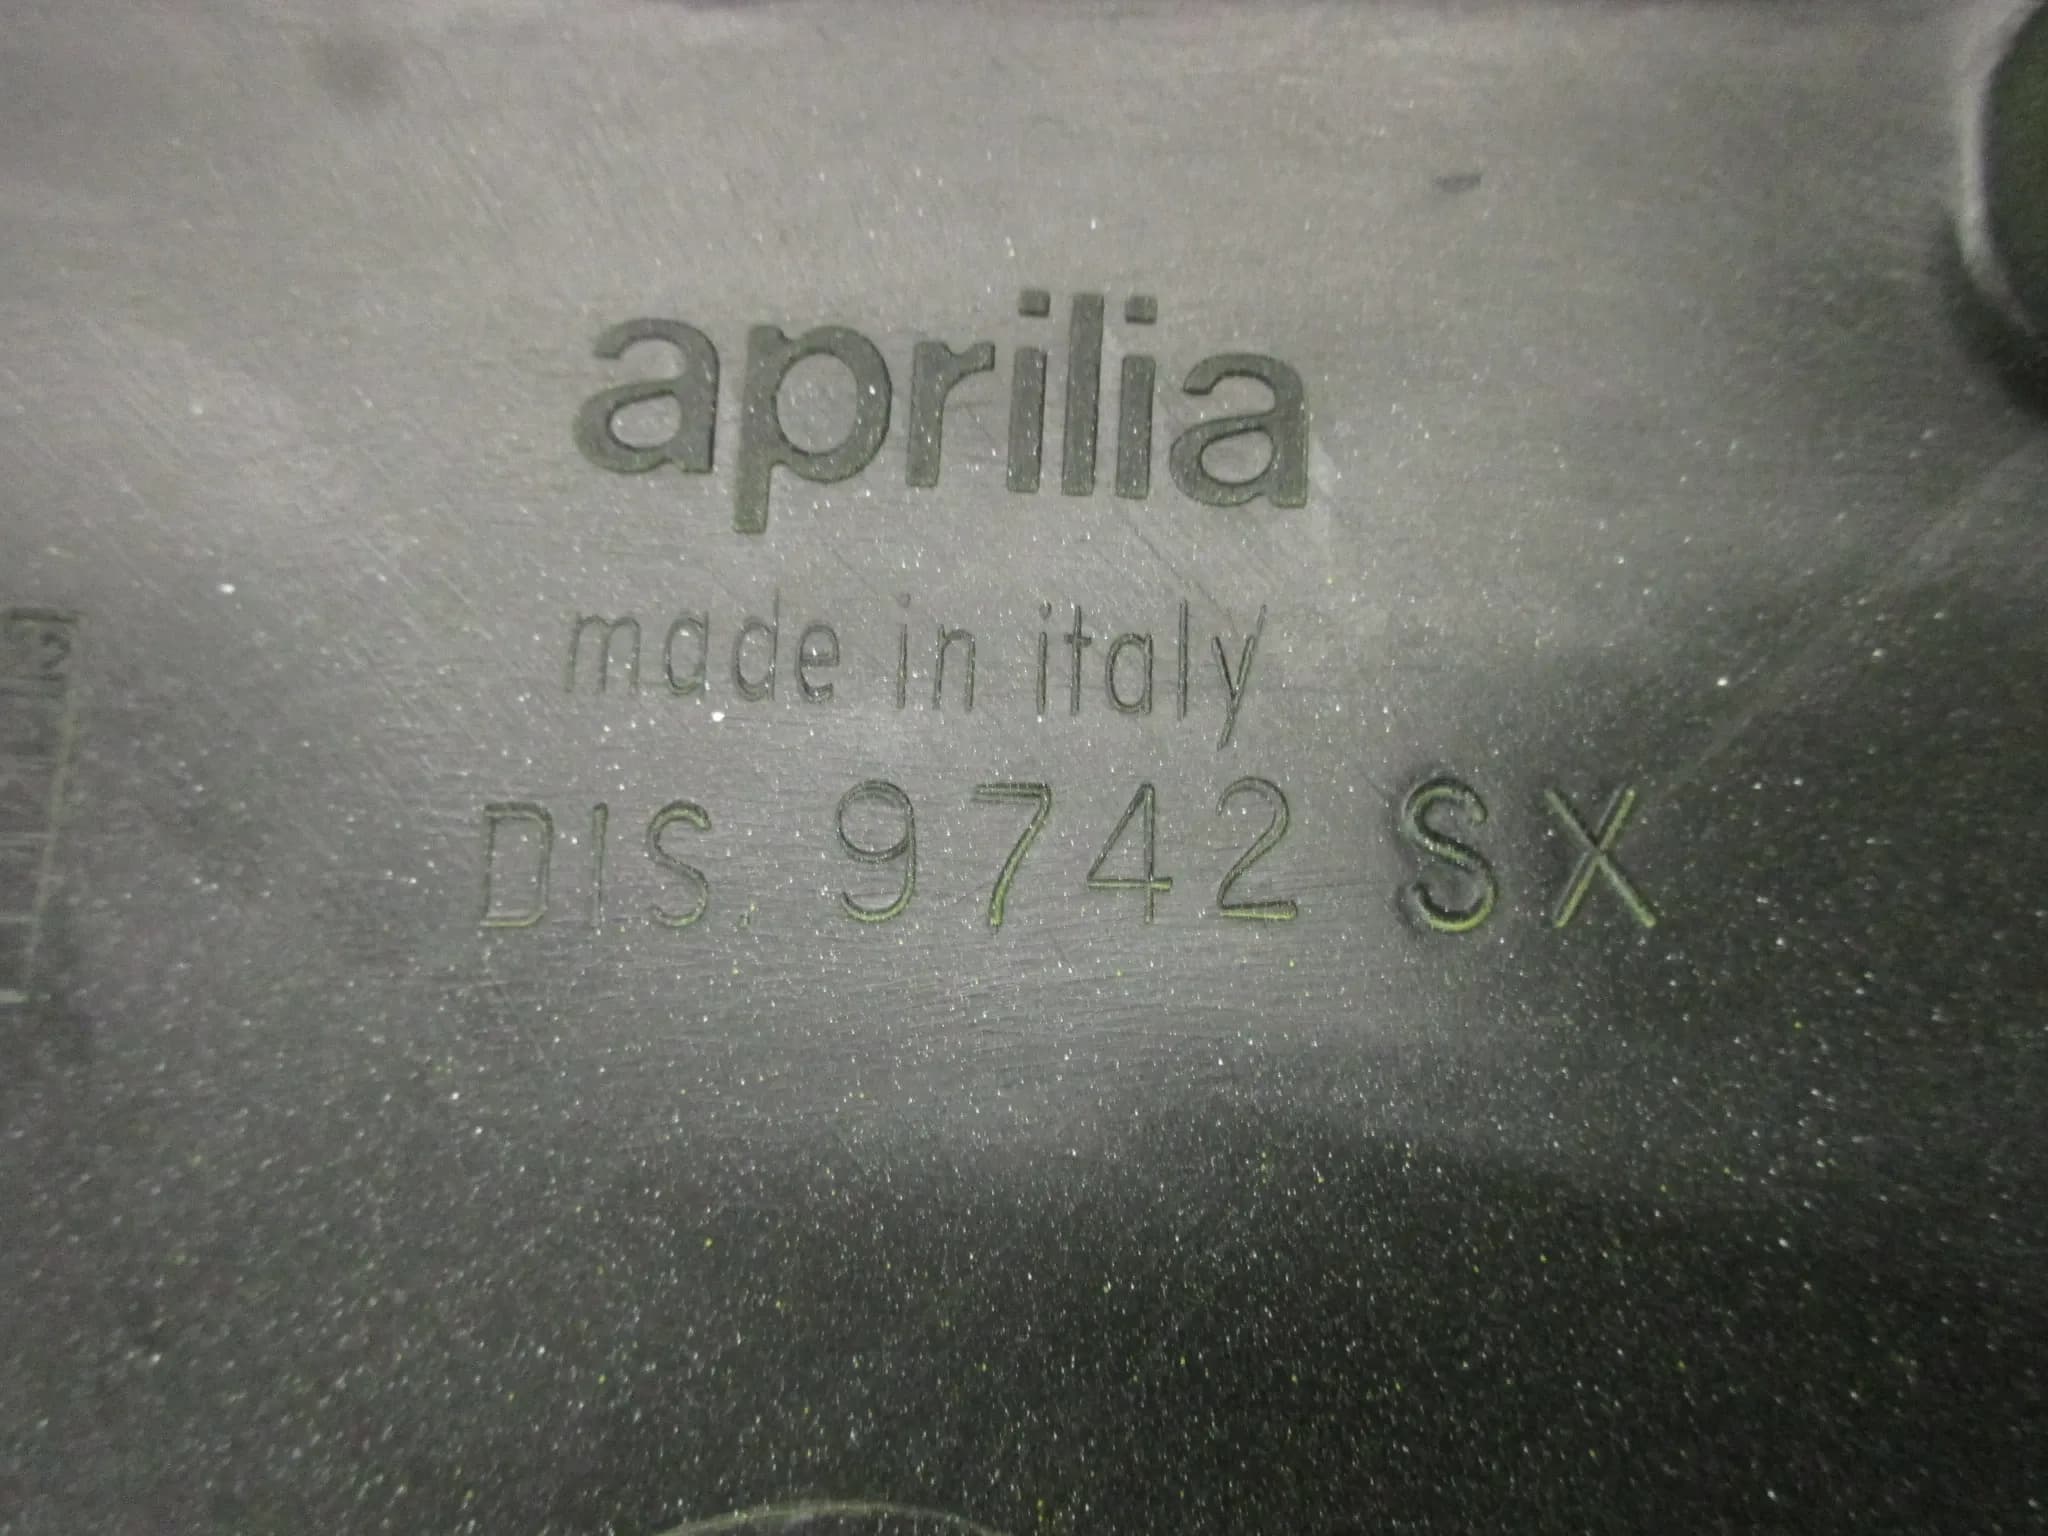 aprilia
made in italy
DIS. 9742 SX